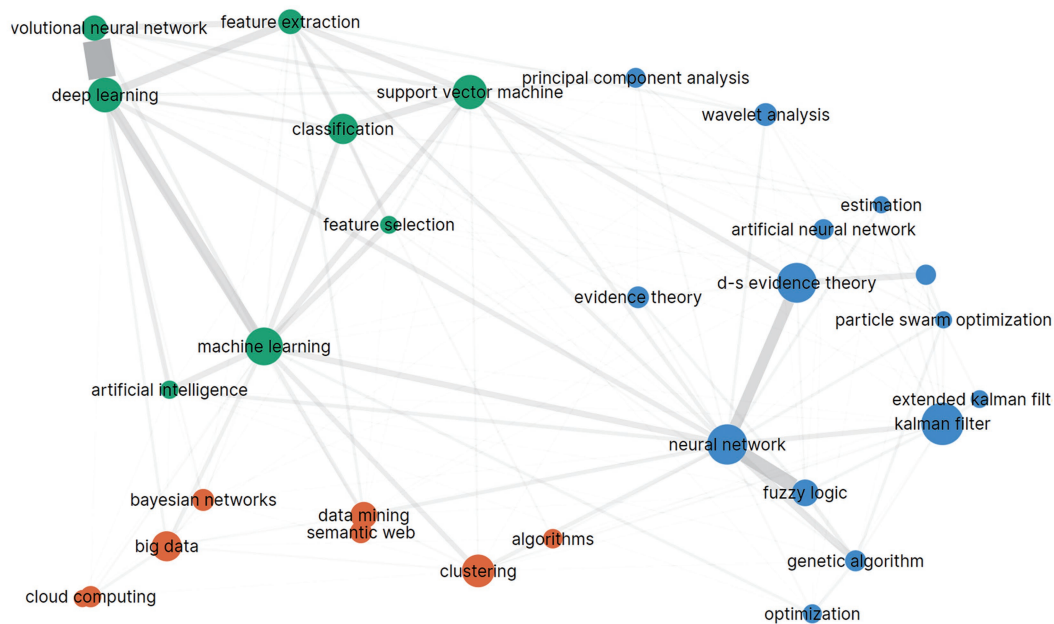 volutional neural network
feature extraction
deep learning
support vector machine
principal component analysis
classification
wavelet analysis
feature selection
estimation
artificial neural network
d-s evidence theory
evidence theory
particle swarm optimization
machine learning
artificial intelligence
extended kalman filt
kalman filter
neural network
bayesian networks
fuzzy logic
data mining
semantic web
algorithms
big data
clustering
genetic algorithm
cloud computing
optimization